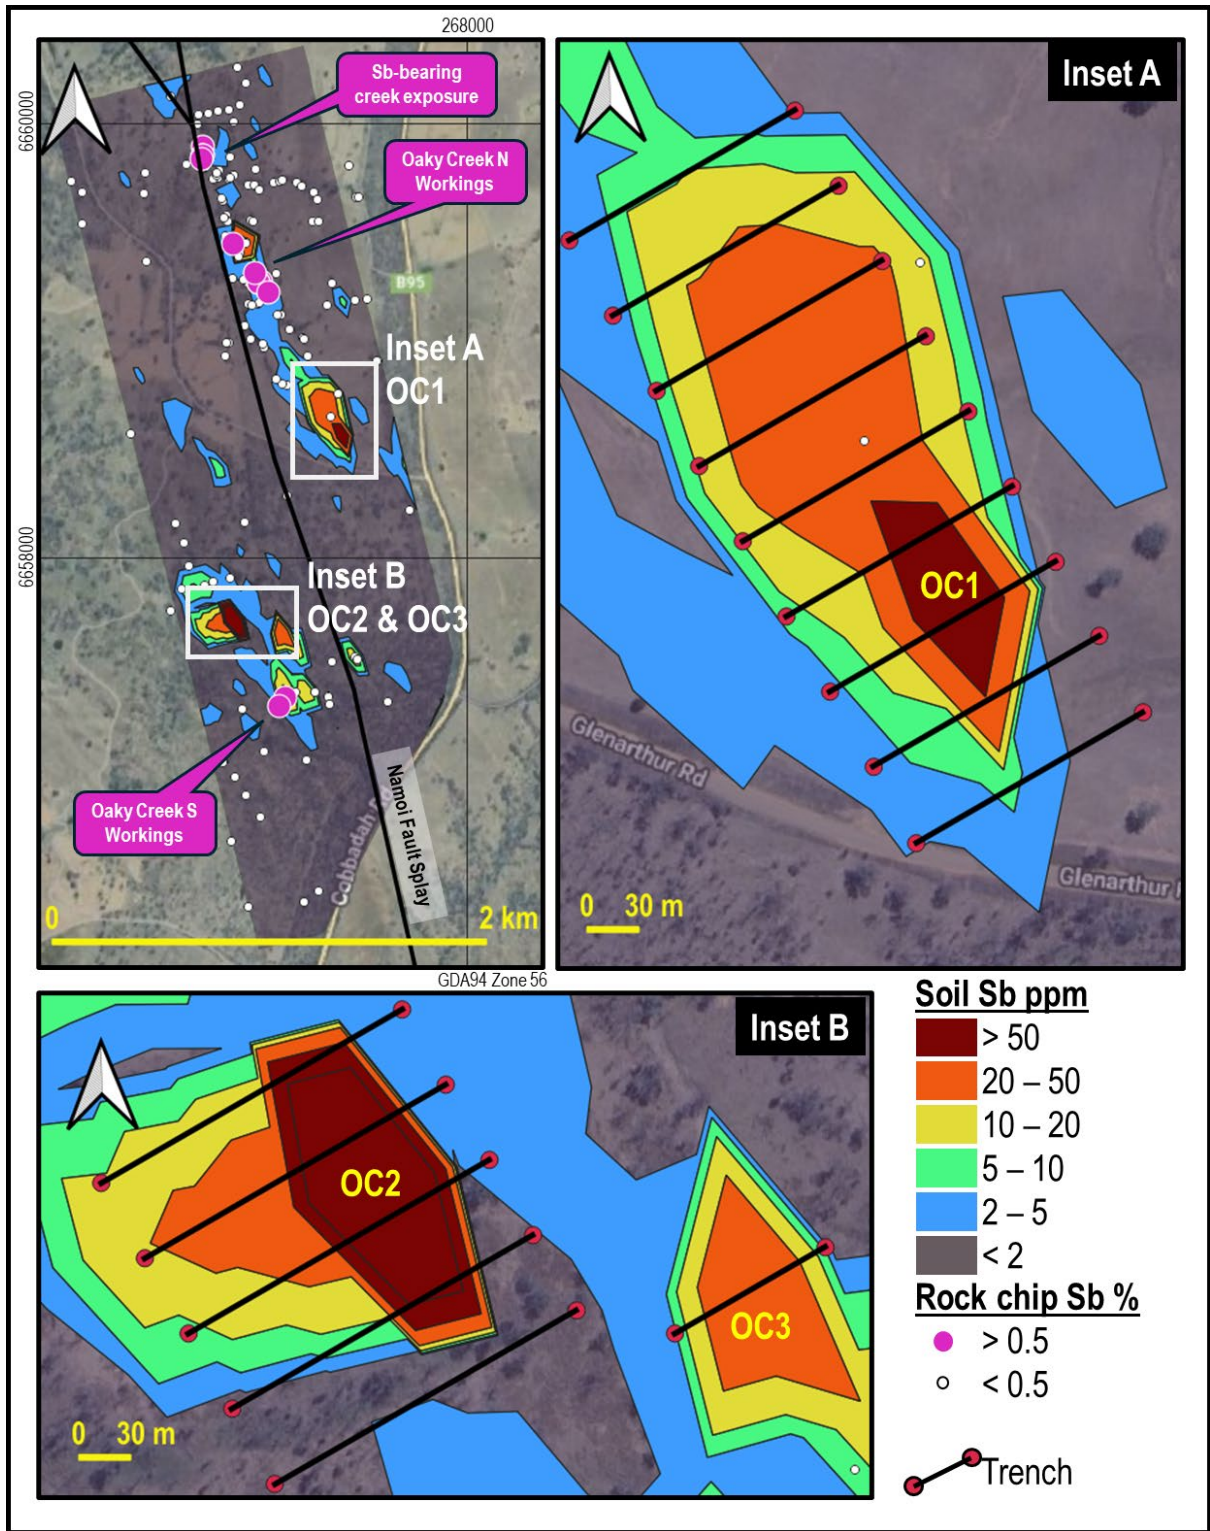 268000
6660000
6658000
Sb-bearing
creek exposure
Oaky Creek N
Workings
B95
Inset A
OC1
Inset B
OC2 & OC3
Oaky Creek S
Workings
Cobbadah Rd
Namoi Fault Splay
0
2 km
GDA94 Zone 56
Inset A
OC1
Glenarthur Rd
Glenarthur R
0 30 m
Inset B
OC2
OC3
0 30 m
Soil Sb ppm
> 50
20 – 50
10 – 20
5 – 10
2 – 5
< 2
Rock chip Sb %
> 0.5
< 0.5
Trench